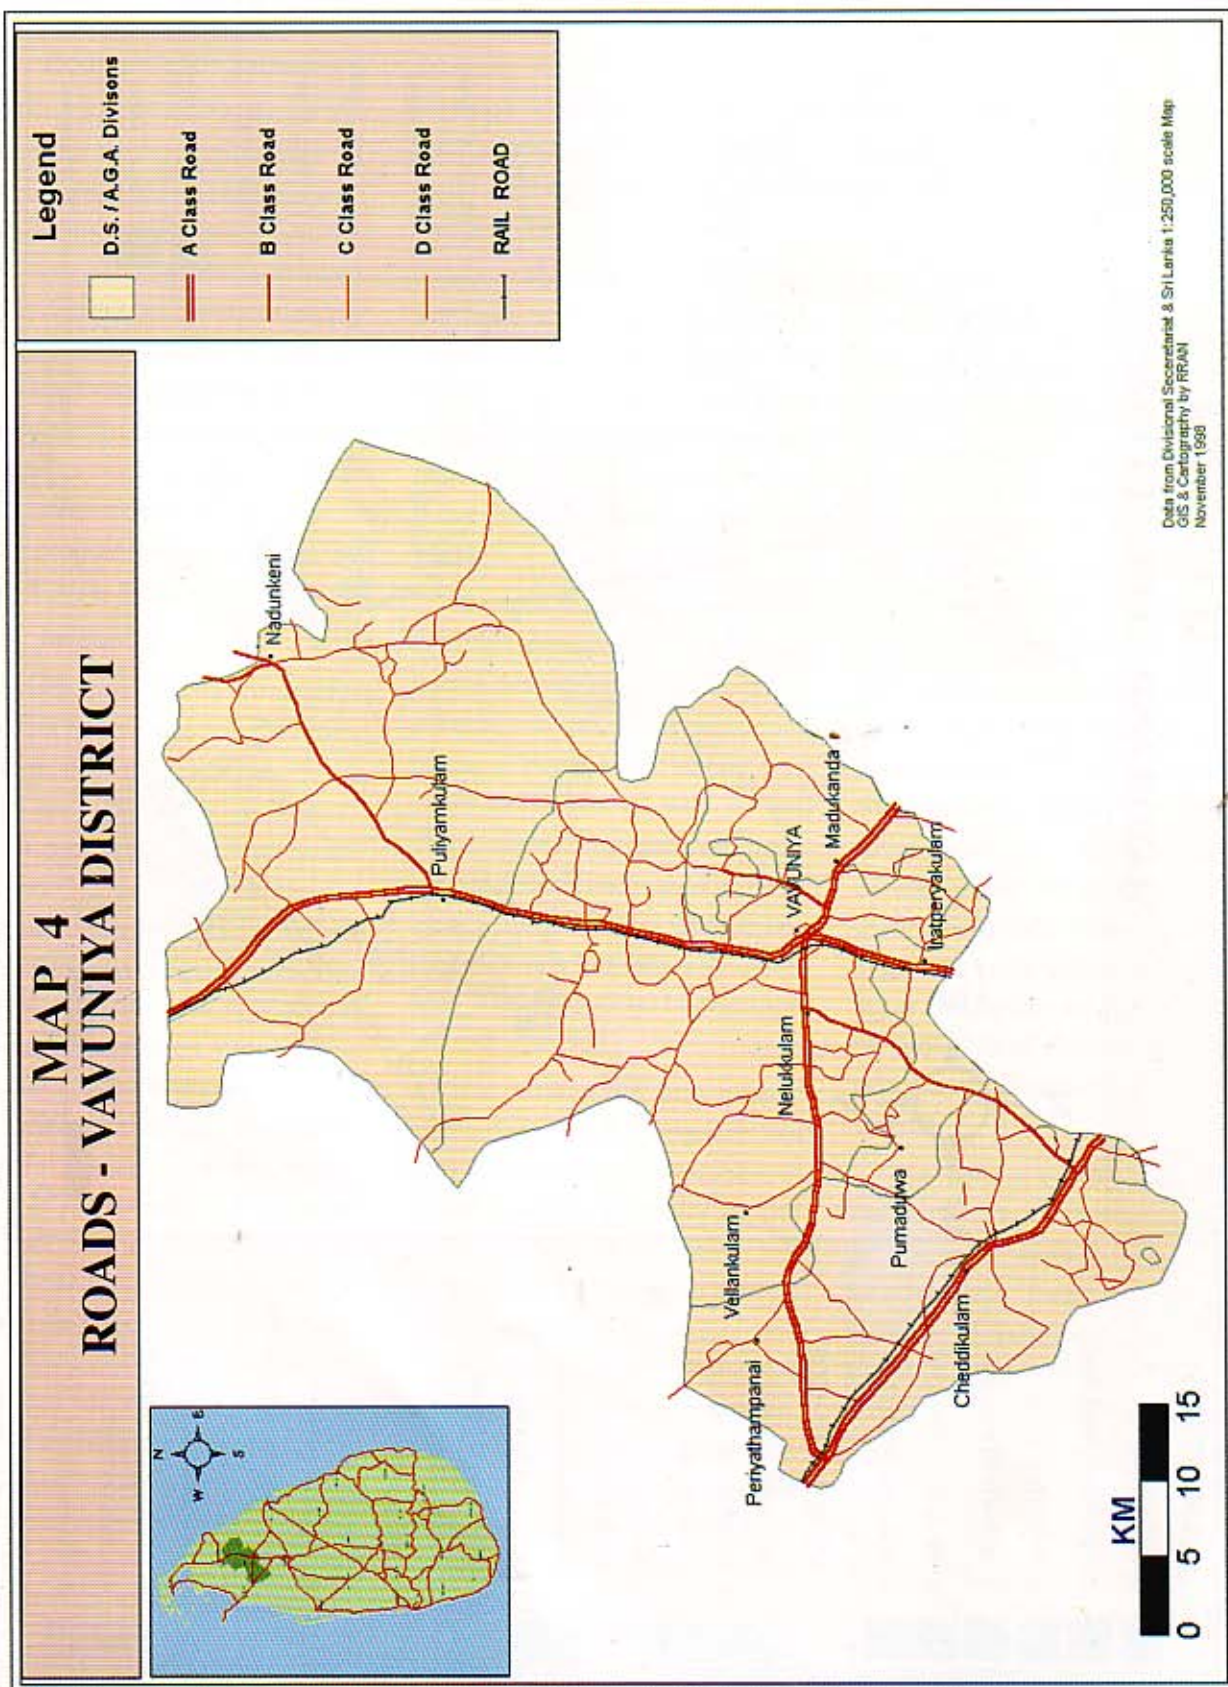 MAP 4
ROADS - VAVUNIYA DISTRICT
Legend
D.S. / A.G.A. Divisons
A Class Road
B Class Road
C Class Road
D Class Road
RAIL ROAD
N
W
E
S
Nadunkeni
Puliyamkulam
VAVUNIYA
Madukanda
Iratperiyakulam
Nelukkulam
Vellankulam
Pumaduwa
Periyathampanai
Cheddikulam
KM
0 5 10 15
Data from Divisional Seceretariat & Sri Lanka 1:250,000 scale Map
GIS & Cartography by RRAN
November 1998